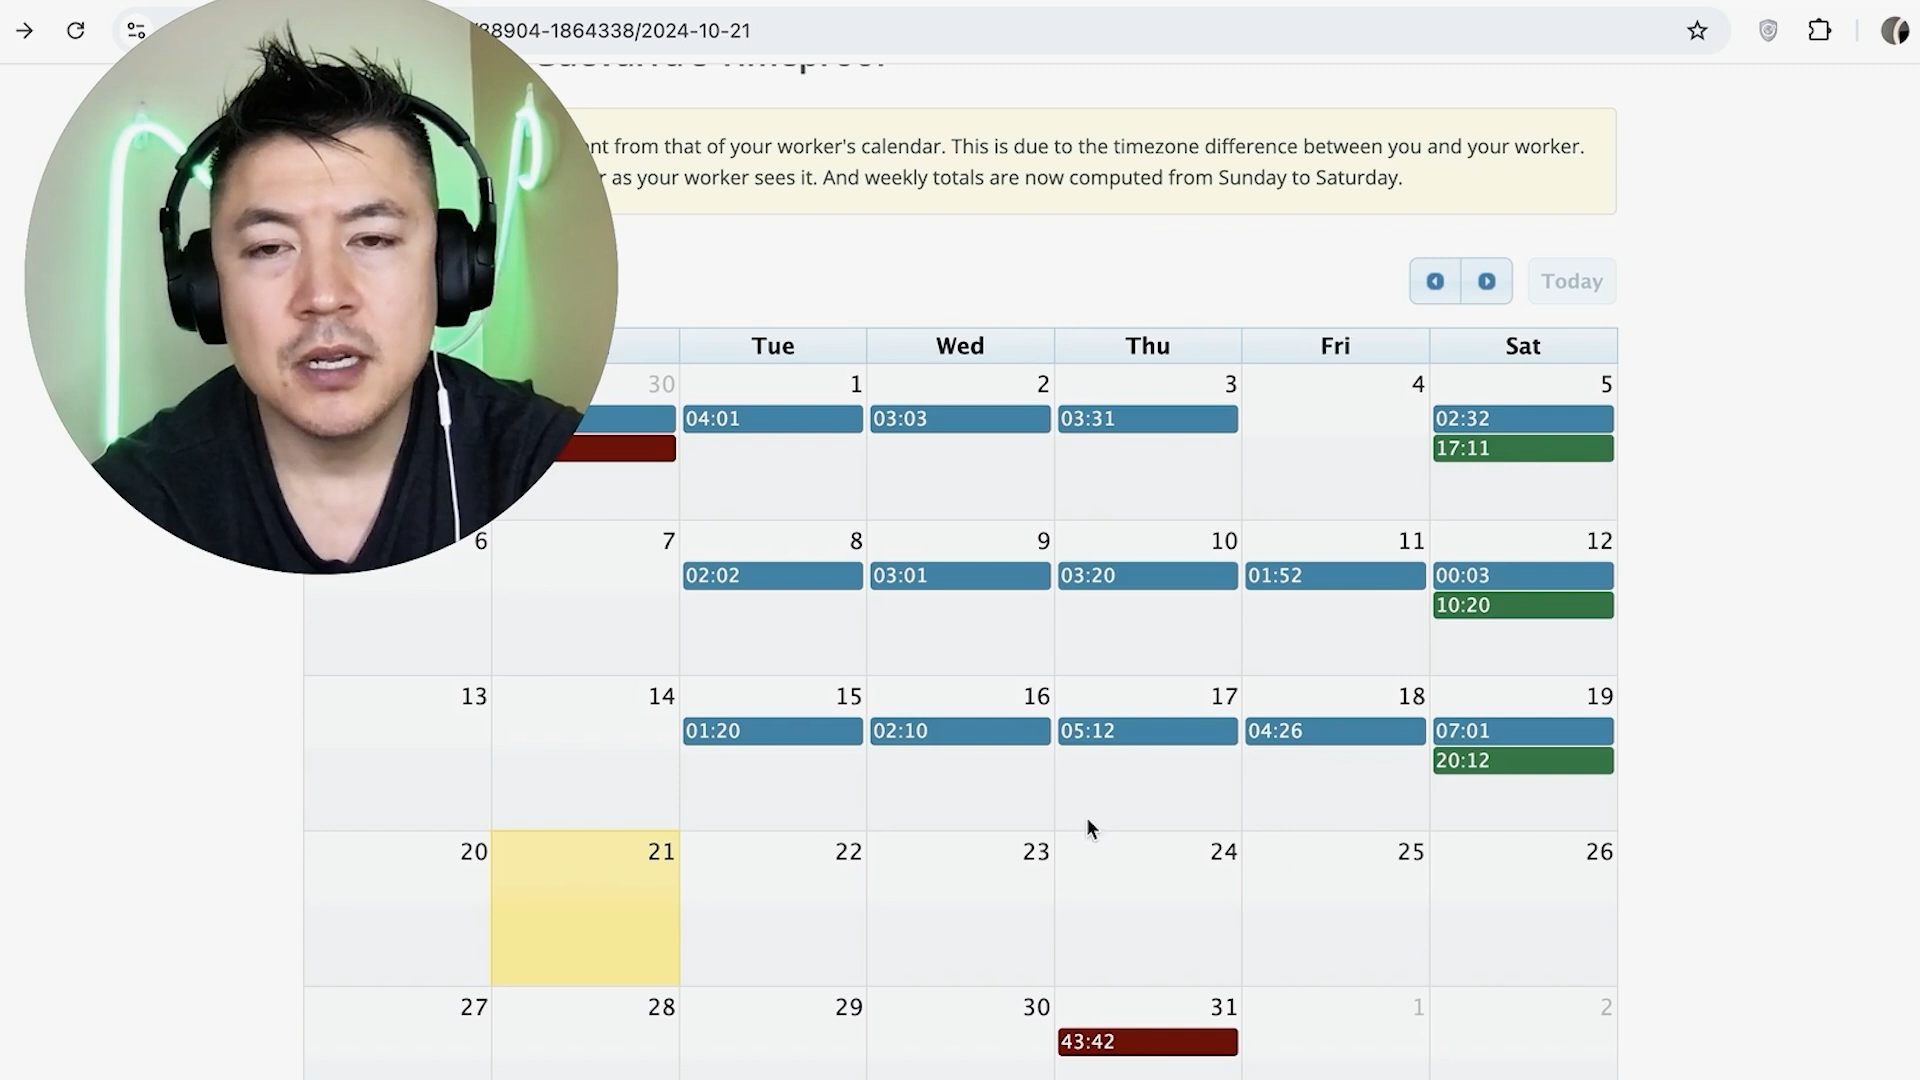 88904-1864338/2024-10-21
Timeproof
nt from that of your worker's calendar. This is due to the timezone difference between you and your worker.
r as your worker sees it. And weekly totals are now computed from Sunday to Saturday.
Today
Tue Wed Thu Fri Sat
30 1 2 3 4 5
04:01 03:03 03:31 02:32
17:11
6 7 8 9 10 11 12
02:02 03:01 03:20 01:52 00:03
10:20
13 14 15 16 17 18 19
01:20 02:10 05:12 04:26 07:01
20:12
20 21 22 23 24 25 26
27 28 29 30 31 1 2
43:42